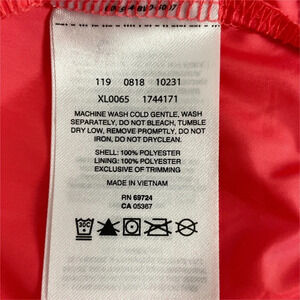 119 0818 10231
XL0065 1744171
MACHINE WASH COLD GENTLE, WASH
SEPARATELY, DO NOT BLEACH, TUMBLE
DRY LOW, REMOVE PROMPTLY, DO NOT
IRON, DO NOT DRYCLEAN.
SHELL: 100% POLYESTER
LINING: 100% POLYESTER
EXCLUSIVE OF TRIMMING
MADE IN VIETNAM
RN 69724
CA 05367